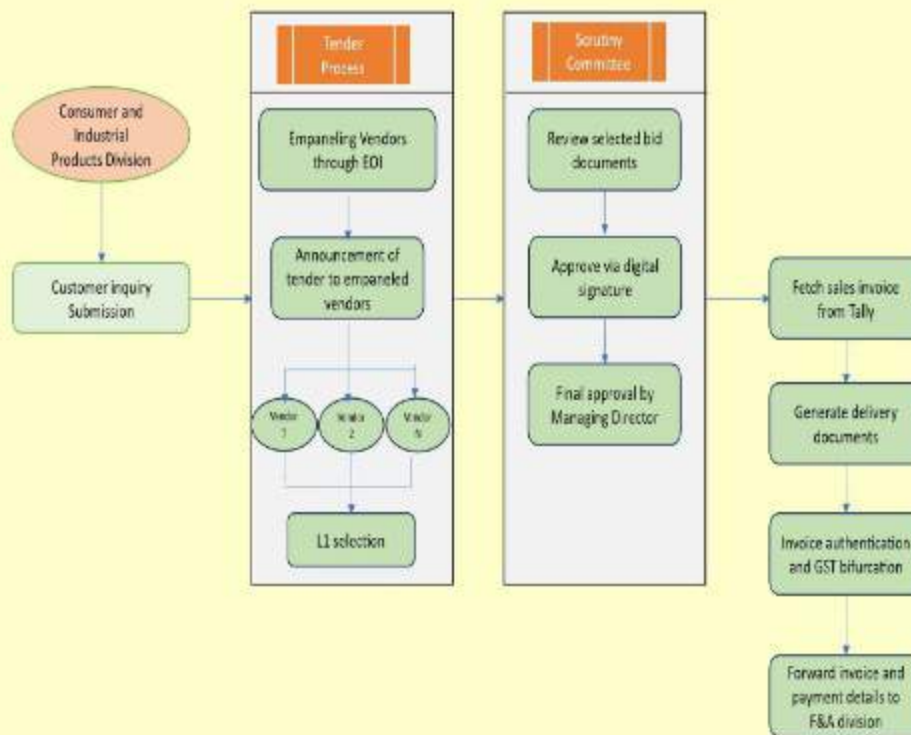 Consumer and
Industrial
Products Division
Customer inquiry
Submission
Tender
Process
Empaneling Vendors
through EOI
Announcement of
tender to empaneled
vendors
Vendor
1
Vendor
2
Vendor
N
L1 selection
Scrutiny
Committee
Review selected bid
documents
Approve via digital
signature
Final approval by
Managing Director
Fetch sales invoice
from Tally
Generate delivery
documents
Invoice authentication
and GST bifurcation
Forward invoice and
payment details to
F&A division